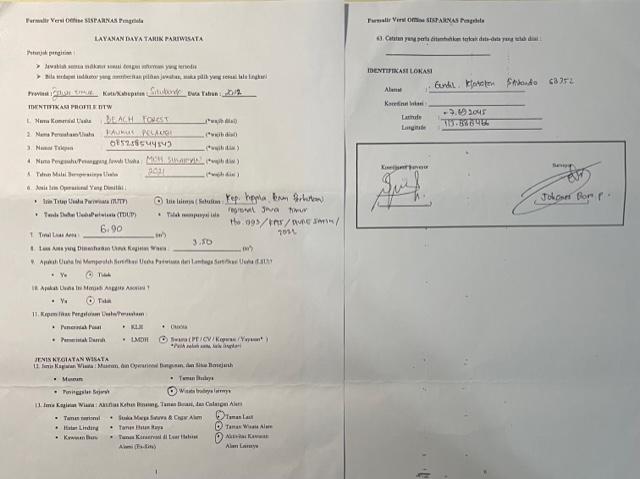 Formulir Versi Offline SISPARNAS Pengelola
LAYANAN DAYA TARIK PARIWISATA
Petunjuk pengisian :
➢ Jawablah semua indikator sesuai dengan informasi yang tersedia
➢ Bila terdapat indikator yang memberikan pilihan jawaban, maka pilih yang sesuai lalu lingkari
Provinsi : Jawa Timur Kota/Kabupaten : Situbondo Data Tahun :
IDENTIFIKASI PROFILE DTW
1. Nama Komersial Usaha : BEACH FOREST (*wajib diisi)
2. Nama Perusahaan/Usaha : PAUKUS PELANGI (*wajib diisi)
3. Nomor Telepon : (*wajib diisi)
4. Nama Pengusaha/Penanggung Jawab Usaha : MOH (*wajib diisi)
5. Tahun Mulai Beroperasinya Usaha : 2021 (*wajib diisi)
6. Jenis Izin Operasional Yang Dimiliki :
• Izin Tetap Usaha Pariwisata (IUTP) • Izin lainnya ( Sebutkan : Kep. Kepala
• Tanda Daftar Usaha Pariwisata (TDUP) • Tidak mempunyai izin regional Jawa Timur
7. Total Luas Area : 6.90 (m²)
8. Luas Area yang Dimanfaatkan Untuk Kegiatan Wisata : 3.50 (m²)
9. Apakah Usaha Ini Memperoleh Sertifikasi Usaha Pariwisata dari Lembaga Sertifikasi Usaha (LSU)?
• Ya • Tidak
10. Apakah Usaha Ini Menjadi Anggota Asosiasi ?
• Ya • Tidak
11. Kepemilikan Pengelolaan Usaha/Perusahaan :
• Pemerintah Pusat • KLH • Otorita
• Pemerintah Daerah • LMDH • Swasta ( PT / CV / Koperasi / Yayasan* )
*Pilih salah satu, lalu lingkari
JENIS KEGIATAN WISATA
12. Jenis Kegiatan Wisata : Museum, dan Operasional Bangunan, dan Situs Bersejarah
• Museum • Taman Budaya
• Peninggalan Sejarah • Wisata budaya lainnya
13. Jenis Kegiatan Wisata : Aktifitas Kebun Binatang, Taman Botani, dan Cadangan Alam
• Taman nasional • Suaka Marga Satwa & Cagar Alam • Taman Laut
• Hutan Lindung • Taman Hutan Raya • Taman Wisata Alam
• Kawasan Buru • Taman Konservasi di Luar Habitat Alami (Ex-Situ) • Aktivitas Kawasan Alam Lainnya
1
Formulir Versi Offline SISPARNAS Pengelola
63. Catatan yang perlu ditambahkan terkait data-data yang telah diisi :
IDENTIFIKASI LOKASI
Alamat : Gundil, Klatakan Situbondo 68352
Koordinat lokasi :
Latitude : -7.692045
Longitude :
Surveyor